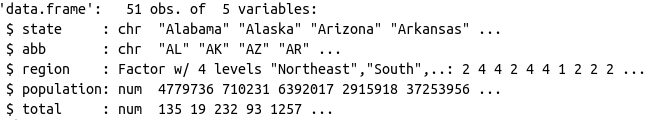 'data.frame':   51 obs. of  5 variables:
 $ state     : chr  "Alabama" "Alaska" "Arizona" "Arkansas" ...
 $ abb       : chr  "AL" "AK" "AZ" "AR" ...
 $ region    : Factor w/ 4 levels "Northeast","South",..: 2 4 4 2 4 4 1 2 2 2 ...
 $ population: num  4779736 710231 6392017 2915918 37253956 ...
 $ total     : num  135 19 232 93 1257 ...